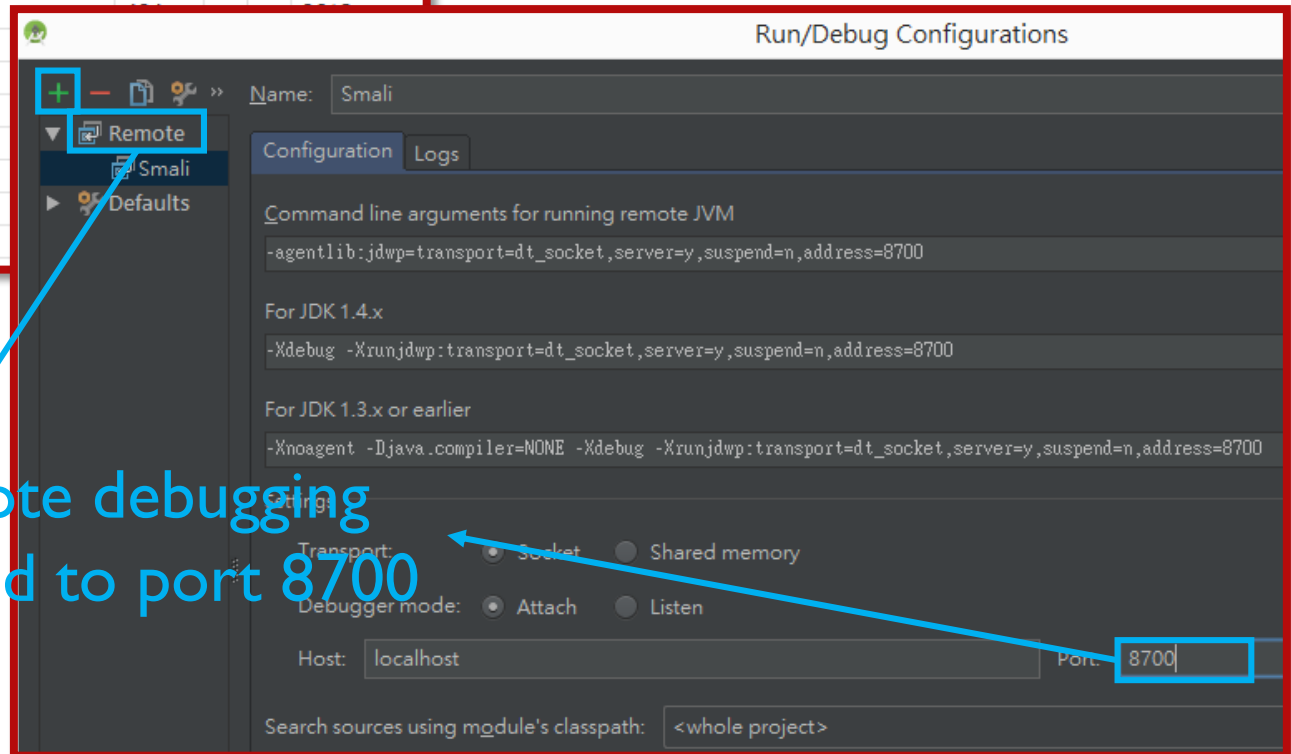 Run/Debug Configurations
Name: Smali
Remote
Smali
Defaults
Configuration Logs
Command line arguments for running remote JVM
-agentlib:jdwp=transport=dt_socket,server=y,suspend=n,address=8700
For JDK 1.4.x
-Xdebug -Xrunjdwp:transport=dt_socket,server=y,suspend=n,address=8700
For JDK 1.3.x or earlier
-Xnoagent -Djava.compiler=NONE -Xdebug -Xrunjdwp:transport=dt_socket,server=y,suspend=n,address=8700
debugging
to port 8700
Settings
Transport: Socket Shared memory
Debugger mode: Attach Listen
Host: localhost Port: 8700
Search sources using module's classpath: <whole project>